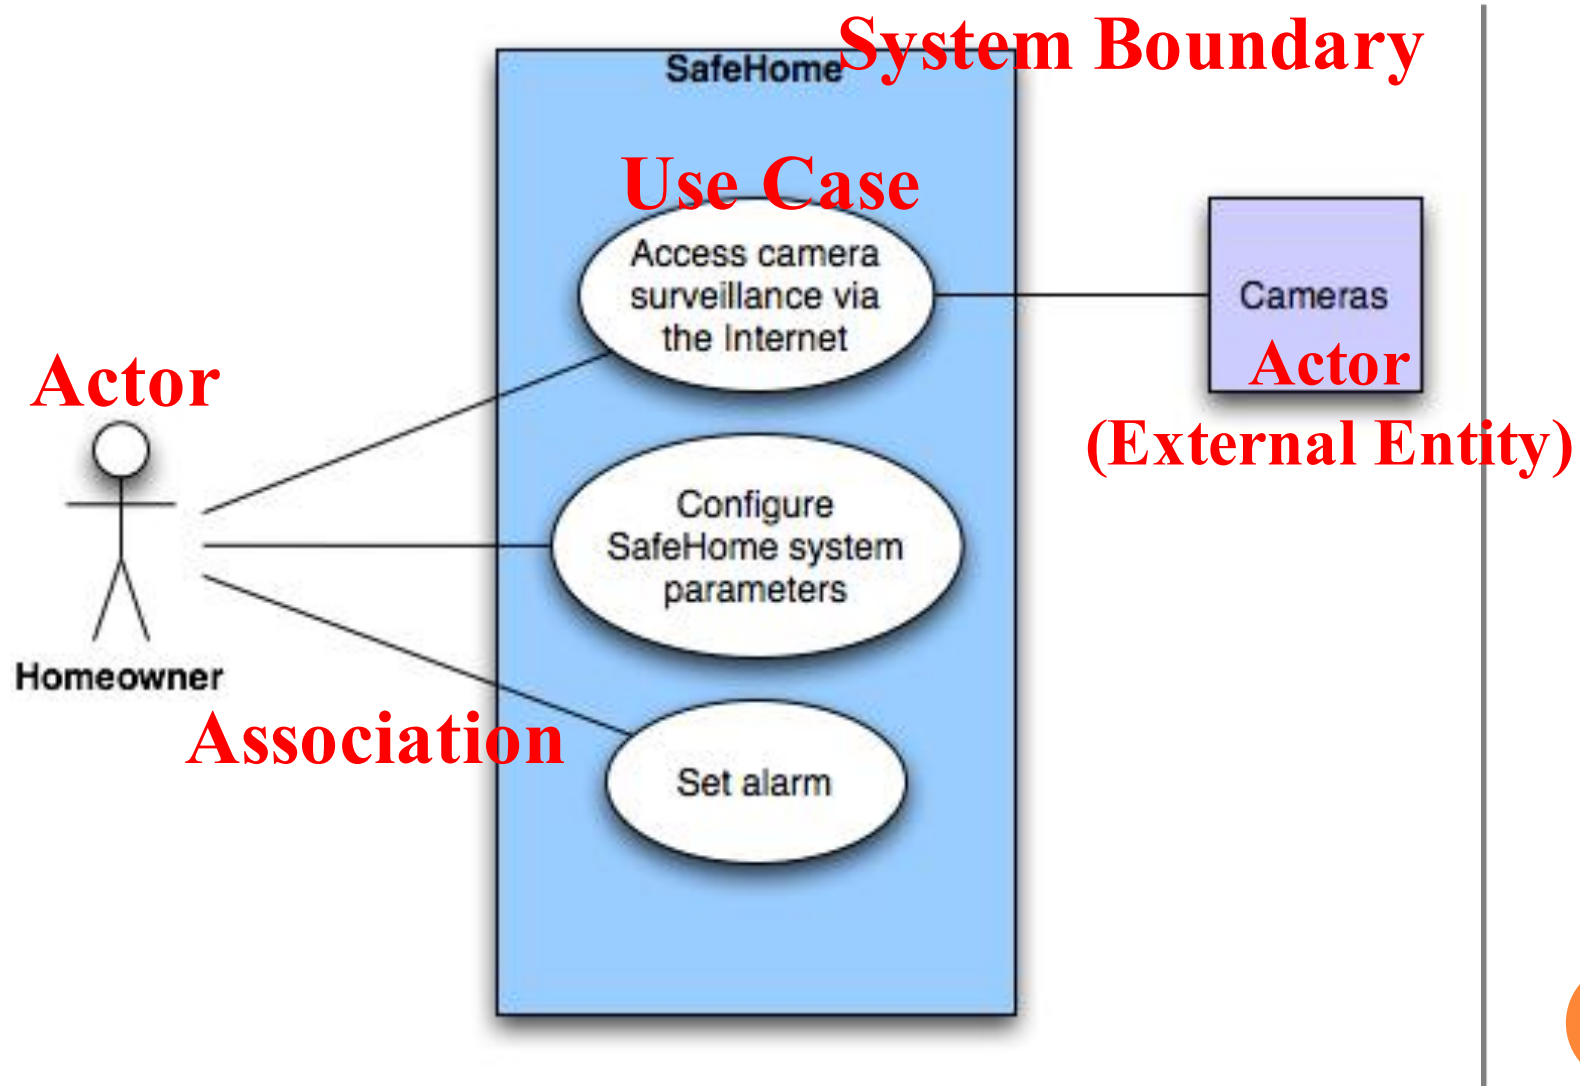 System Boundary
SafeHome
Use Case
Access camera
surveillance via
the Internet
Cameras
Actor
(External Entity)
Actor
Homeowner
Configure
SafeHome system
parameters
Association
Set alarm